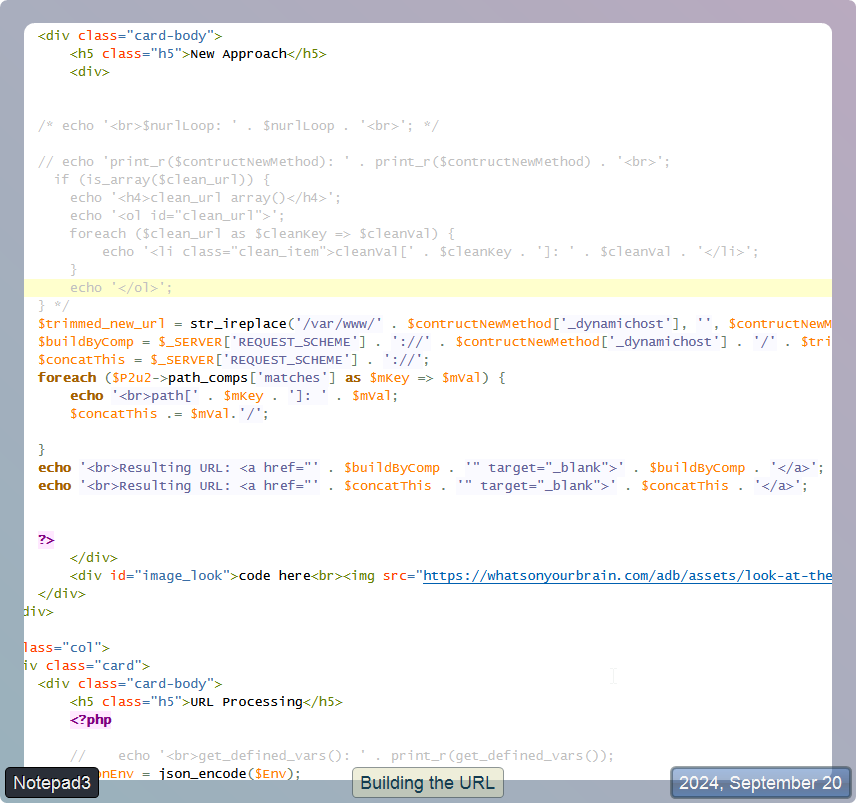 <div class="card-body">
<h5 class="h5">New Approach</h5>
<div>
/* echo '<br>$nurlLoop: ' . $nurlLoop . '<br>'; */
// echo 'print_r($contructNewMethod): ' . print_r($contructNewMethod) . '<br>';
if (is_array($clean_url)) {
echo '<h4>clean_url array()</h4>';
echo '<ol id="clean_url">';
foreach ($clean_url as $cleanKey => $cleanVal) {
echo '<li class="clean_item">cleanVal[' . $cleanKey . ']: ' . $cleanVal . '</li>';
}
echo '</ol>';
} */
$trimmed_new_url = str_ireplace('/var/www/' . $contructNewMethod['_dynamichost'], '', $contructNewM
$buildByComp = $_SERVER['REQUEST_SCHEME'] . '://' . $contructNewMethod['_dynamichost'] . '/' . $tri
$concatThis = $_SERVER['REQUEST_SCHEME'] . '://';
foreach ($P2u2->path_comps['matches'] as $mKey => $mVal) {
echo '<br>path[' . $mKey . ']: ' . $mVal;
$concatThis .= $mVal.'/';
}
echo '<br>Resulting URL: <a href="' . $buildByComp . '" target="_blank">' . $buildByComp . '</a>';
echo '<br>Resulting URL: <a href="' . $concatThis . '" target="_blank">' . $concatThis . '</a>';
?>
</div>
<div id="image_look">code here<br><img src="https://whatsonyourbrain.com/adb/assets/look-at-the
</div>
div>
lass="col">
iv class="card">
<div class="card-body">
<h5 class="h5">URL Processing</h5>
<?php
// echo '<br>get_defined_vars(): ' . print_r(get_defined_vars());
onEnv = json_encode($Env);
Notepad3
Building the URL
2024, September 20